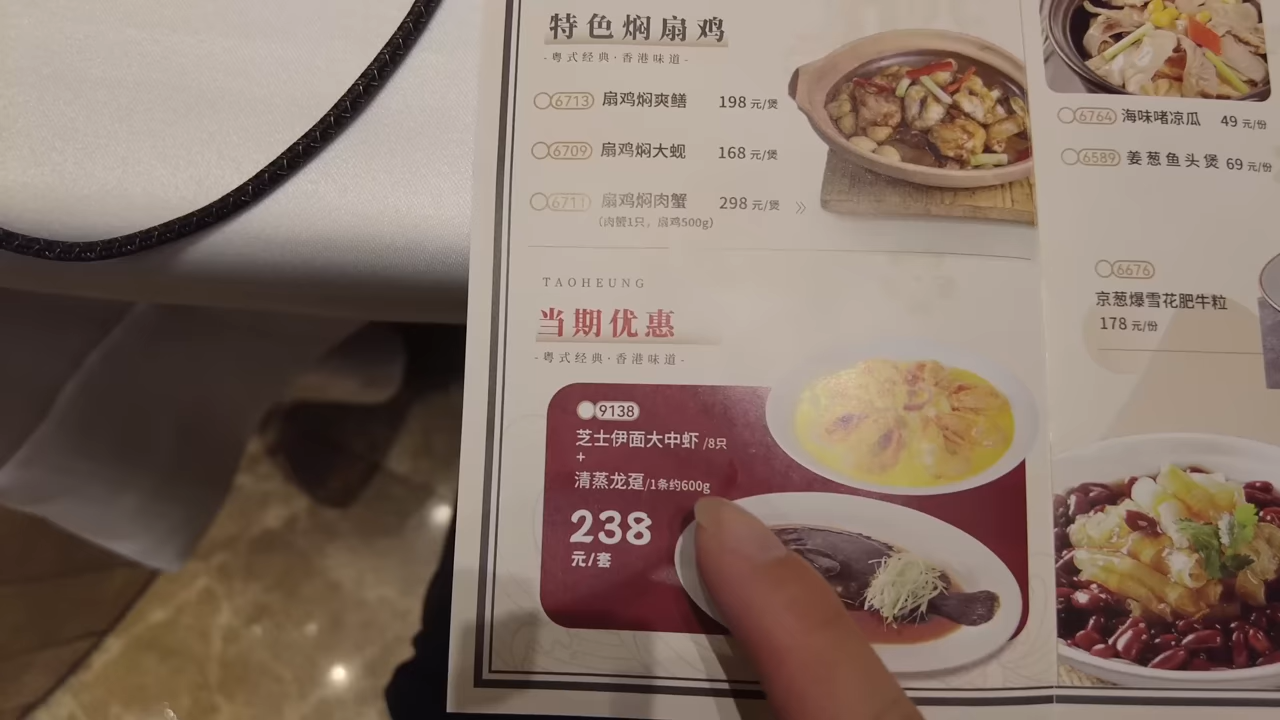 特色焖扇鸡
-粤式经典·香港味道-
6713 扇鸡焖爽鳝 198 元/煲
6709 扇鸡焖大蚬 168 元/煲
6711 扇鸡焖肉蟹 298 元/煲
(肉蟹1只，扇鸡500g)
TAOHEUNG
当期优惠
-粤式经典·香港味道-
9138
芝士伊面大中虾 /8只
+
清蒸龙趸/1条约600g
238
元/套
6764 海味啫凉瓜 49 元/份
6589 姜葱鱼头煲 69 元/份
6676
京葱爆雪花肥牛粒
178 元/份